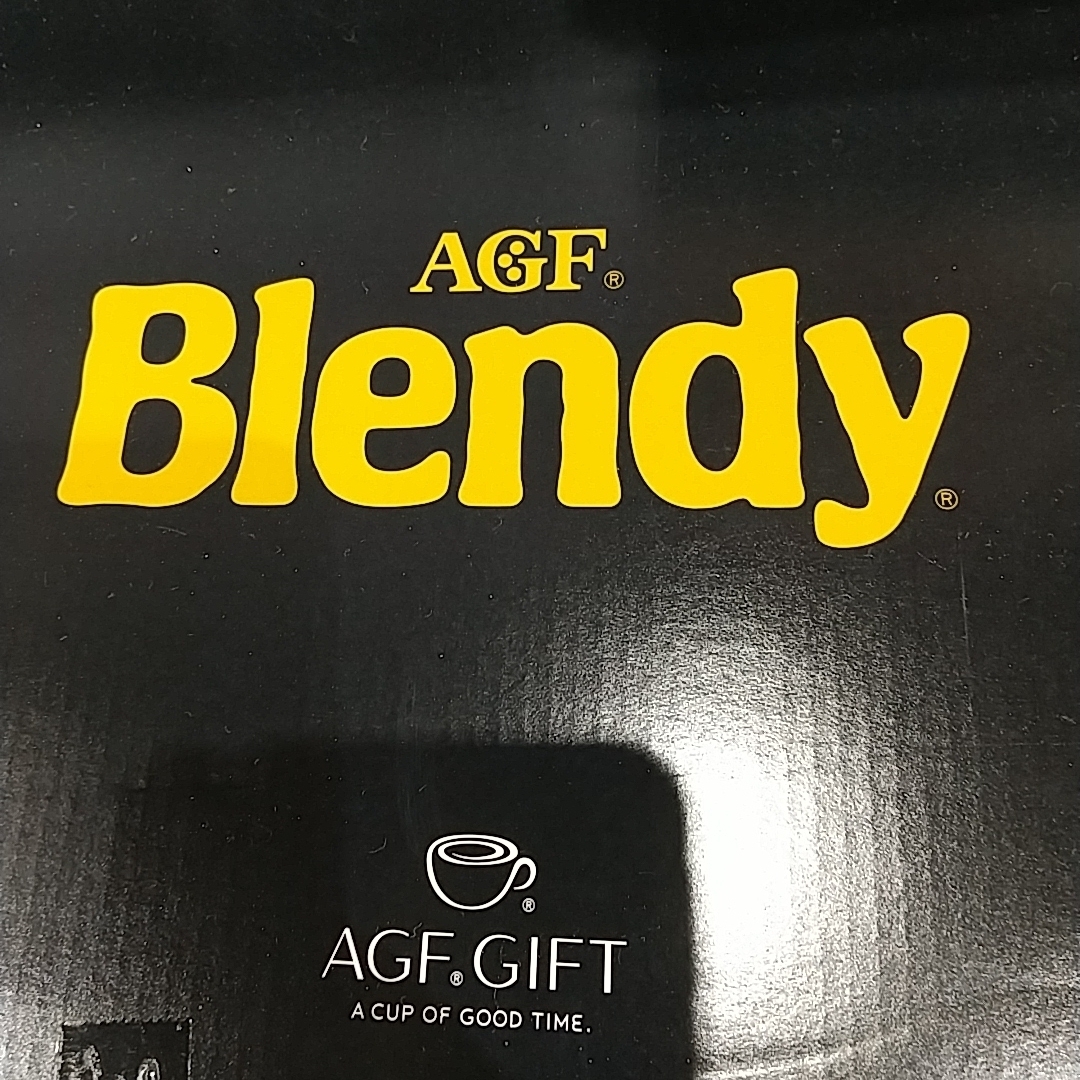 AGF®
Blendy®
®
AGF® GIFT
A CUP OF GOOD TIME.